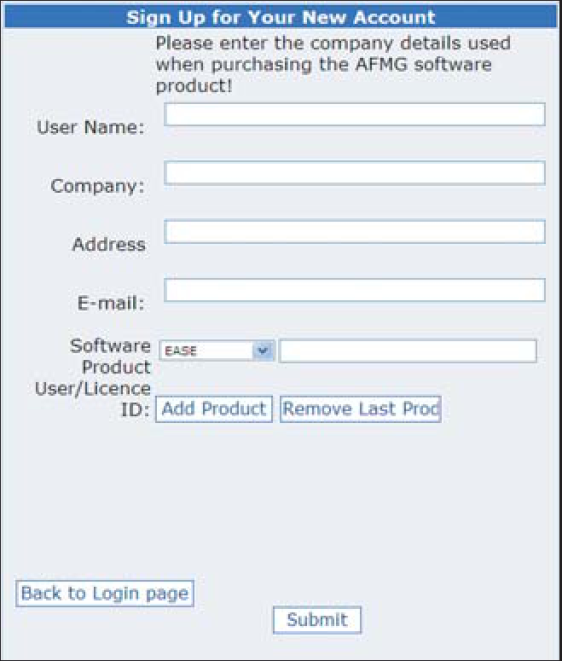 Sign Up for Your New Account
Please enter the company details used
when purchasing the AFMG software
product!
User Name:
Company:
Address
E-mail:
Software
Product
User/Licence
ID:
EASE
Add Product
Remove Last Prod
Back to Login page
Submit